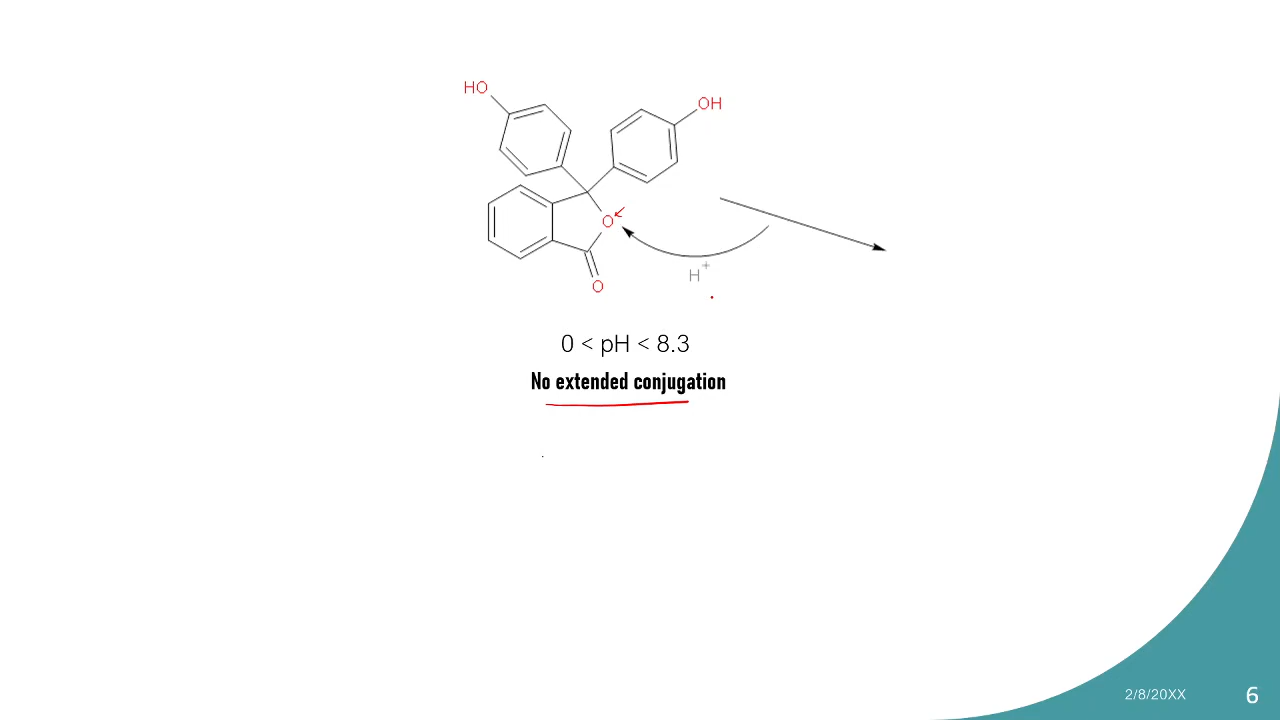 HO
OH
O
H+
O
0 < pH < 8.3
No extended conjugation
2/8/20XX
6